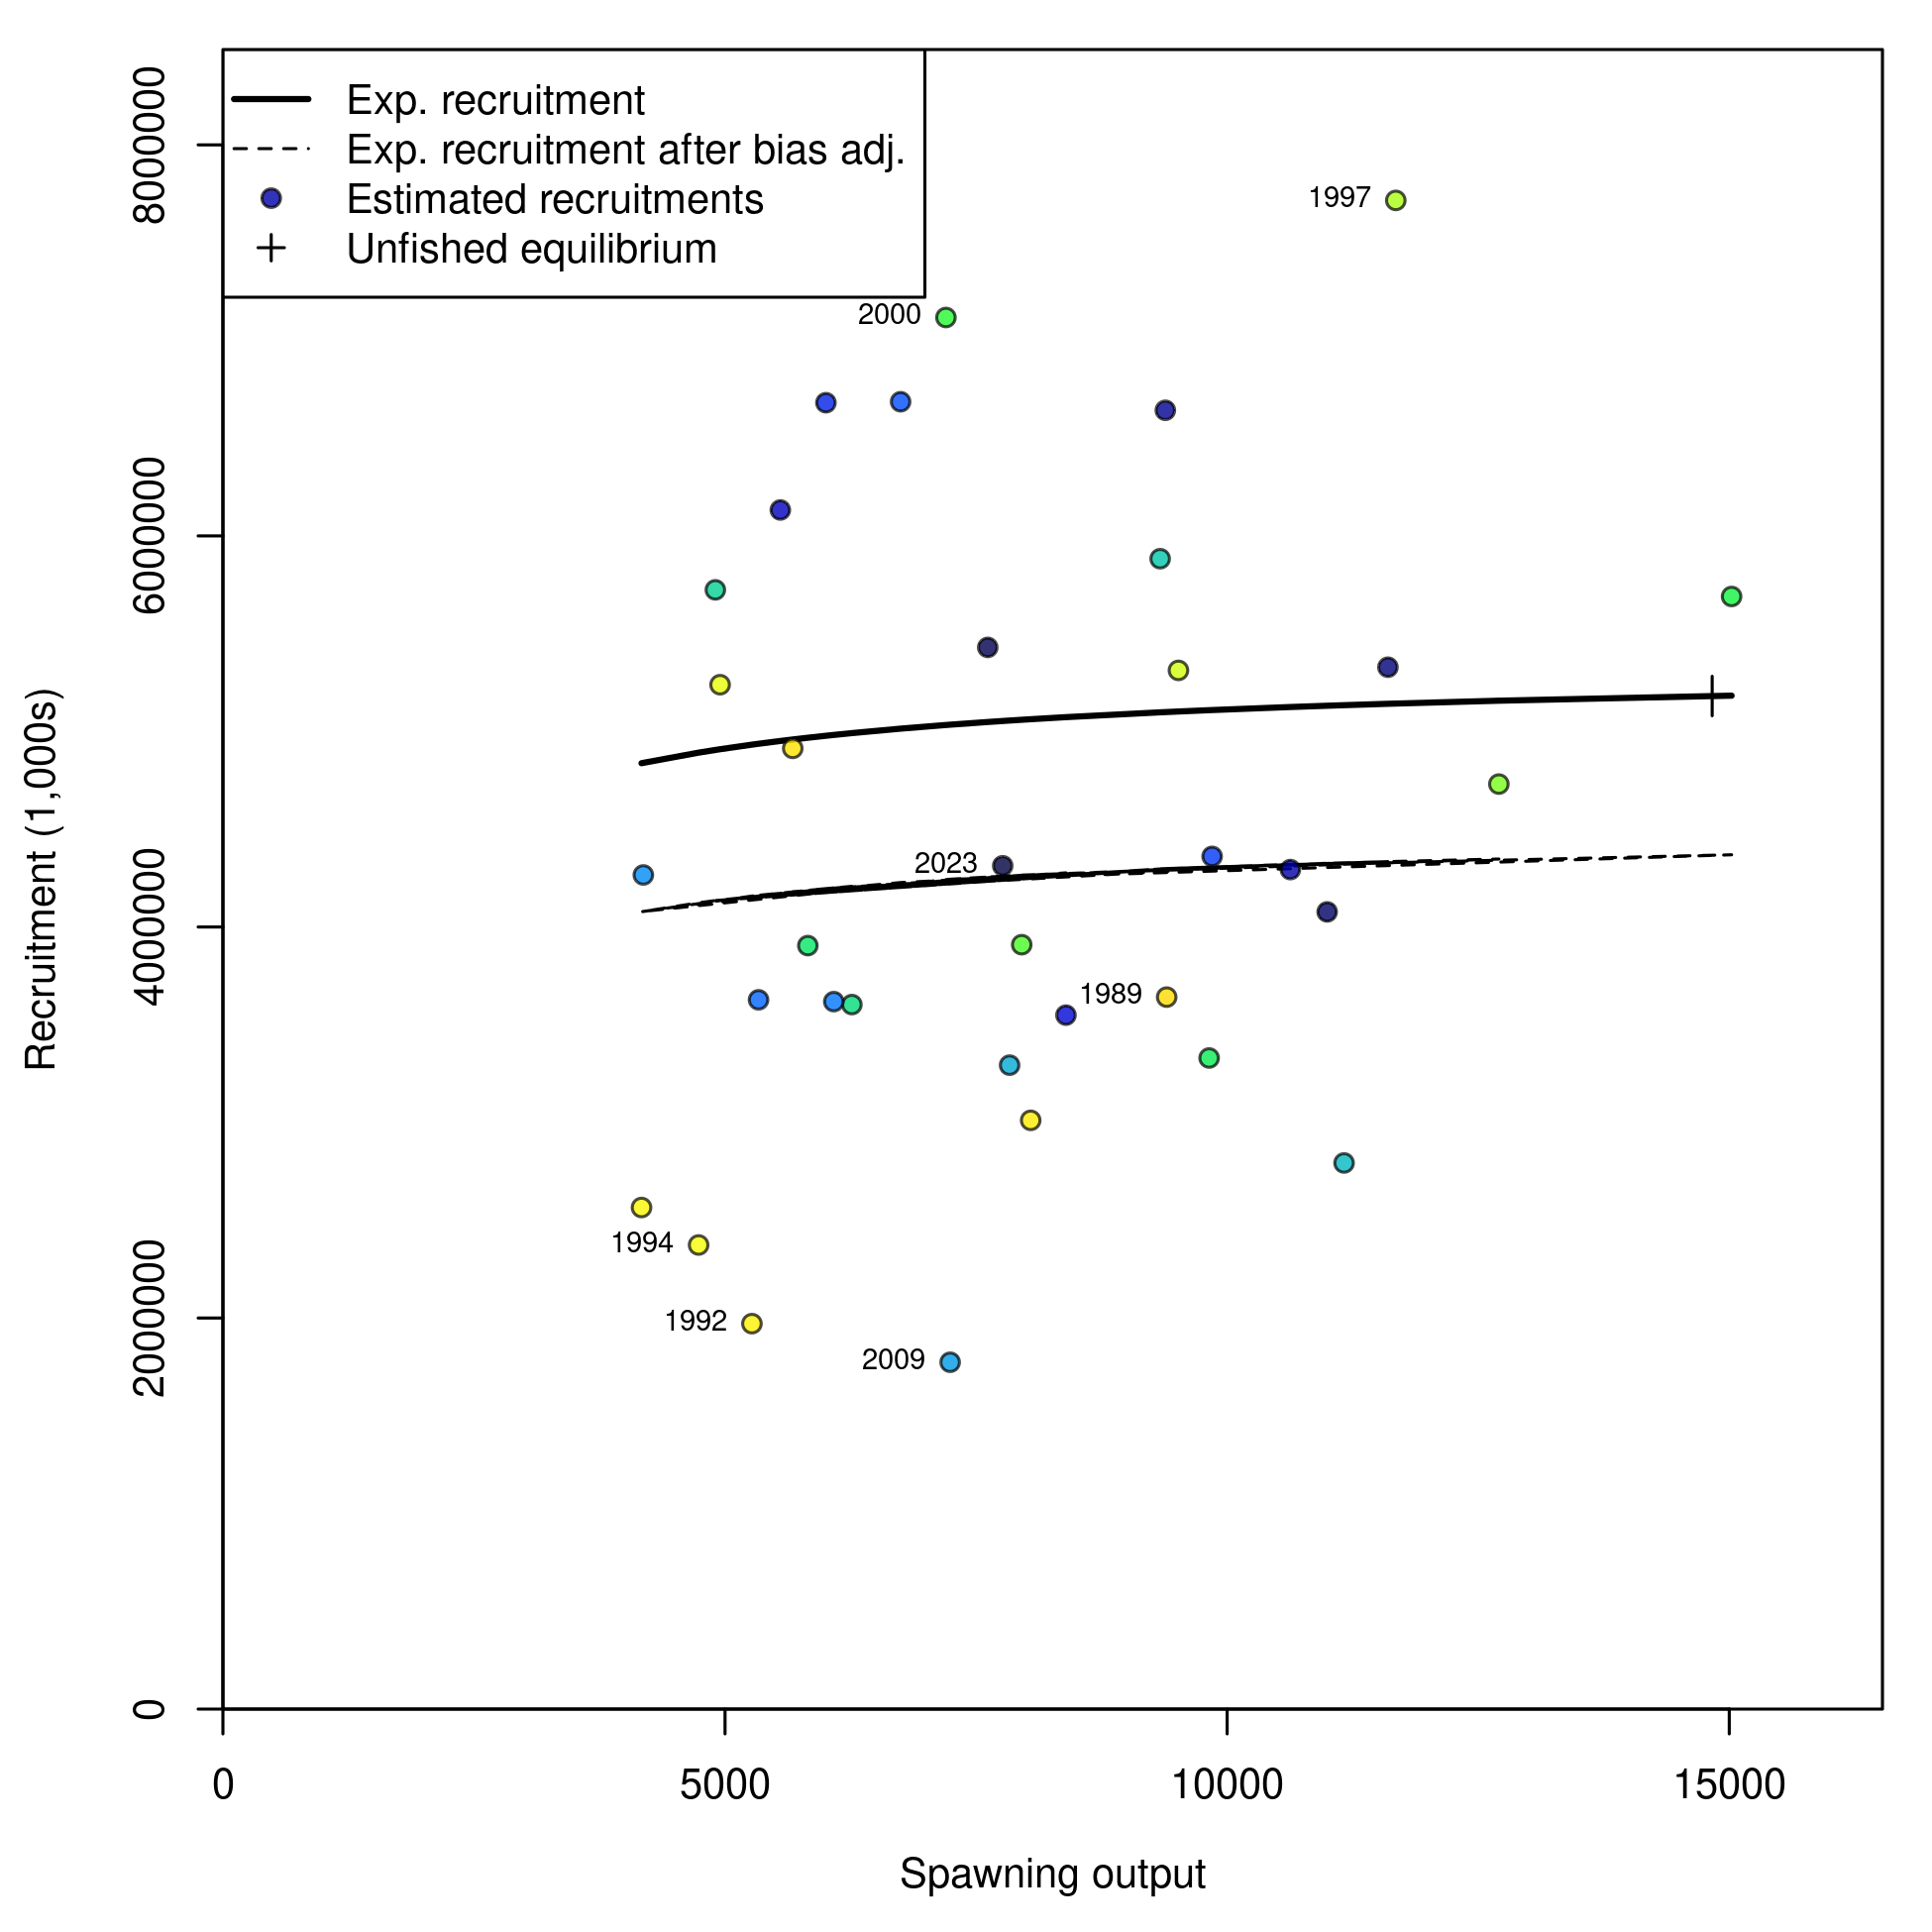 Exp. recruitment
Exp. recruitment after bias adj.
Estimated recruitments
Unfished equilibrium
1997
2000
2023
1989
1994
1992
2009
8000000
6000000
4000000
2000000
0
Recruitment (1,000s)
0 5000 10000 15000
Spawning output